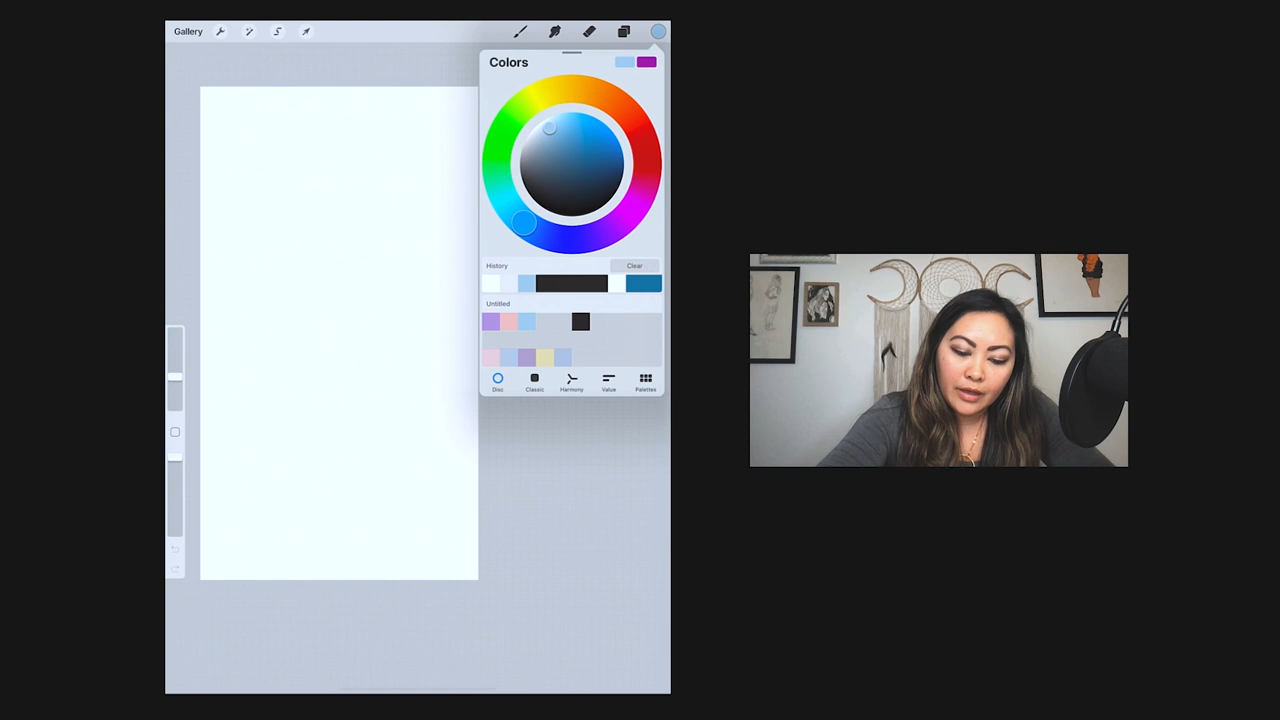 Gallery
Colors
History
Clear
Untitled
Disc
Classic
Harmony
Value
Palettes